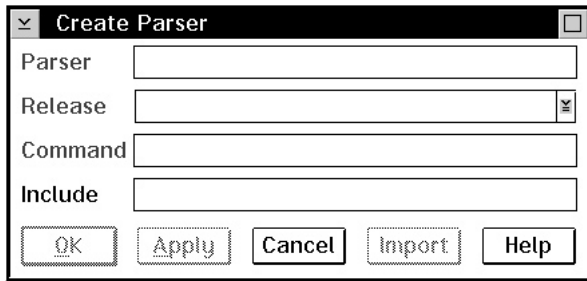 Create Parser
Parser
Release
Command
Include
OK Apply Cancel Import Help